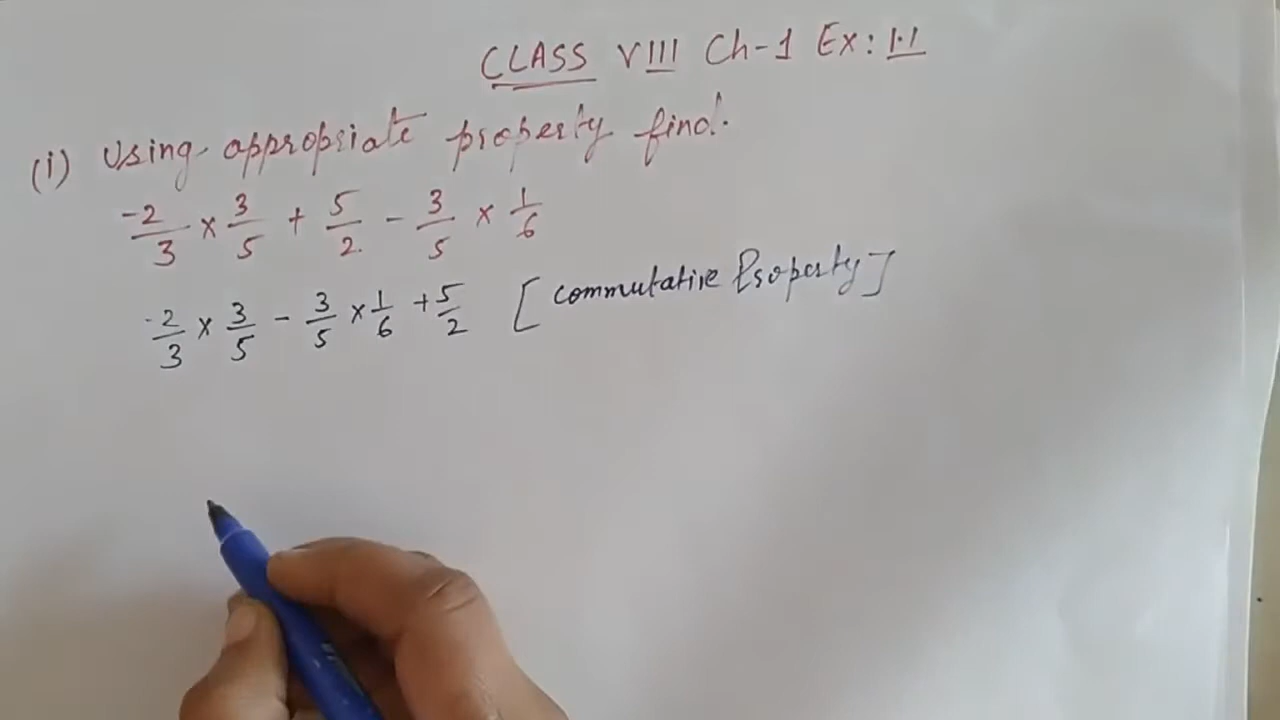 CLASS VIII Ch-1 Ex: 1.1
(i) Using appropriate property find.
-2/3 × 3/5 + 5/2 - 3/5 × 1/6
-2/3 × 3/5 - 3/5 × 1/6 + 5/2 [commutative Property]